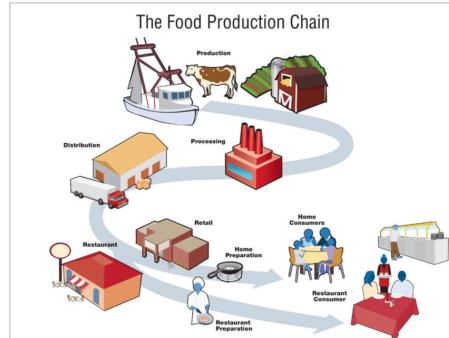 The Food Production Chain
Production
Distribution
Processing
Retail
Home
Consumers
Restaurant
Home
Preparation
Restaurant
Consumer
Restaurant
Preparation